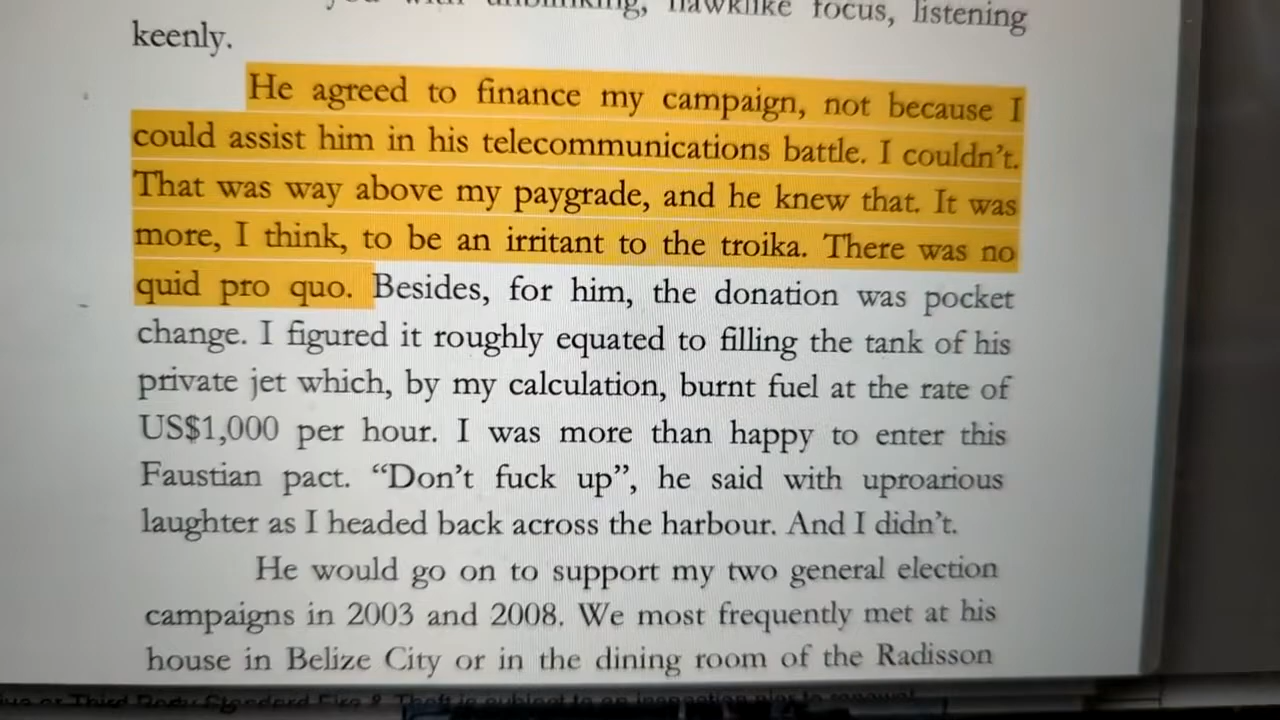 with unblinking, hawklike focus, listening
keenly.
He agreed to finance my campaign, not because I
could assist him in his telecommunications battle. I couldn't.
That was way above my paygrade, and he knew that. It was
more, I think, to be an irritant to the troika. There was no
quid pro quo. Besides, for him, the donation was pocket
change. I figured it roughly equated to filling the tank of his
private jet which, by my calculation, burnt fuel at the rate of
US$1,000 per hour. I was more than happy to enter this
Faustian pact. “Don't fuck up”, he said with uproarious
laughter as I headed back across the harbour. And I didn't.
He would go on to support my two general election
campaigns in 2003 and 2008. We most frequently met at his
house in Belize City or in the dining room of the Radisson